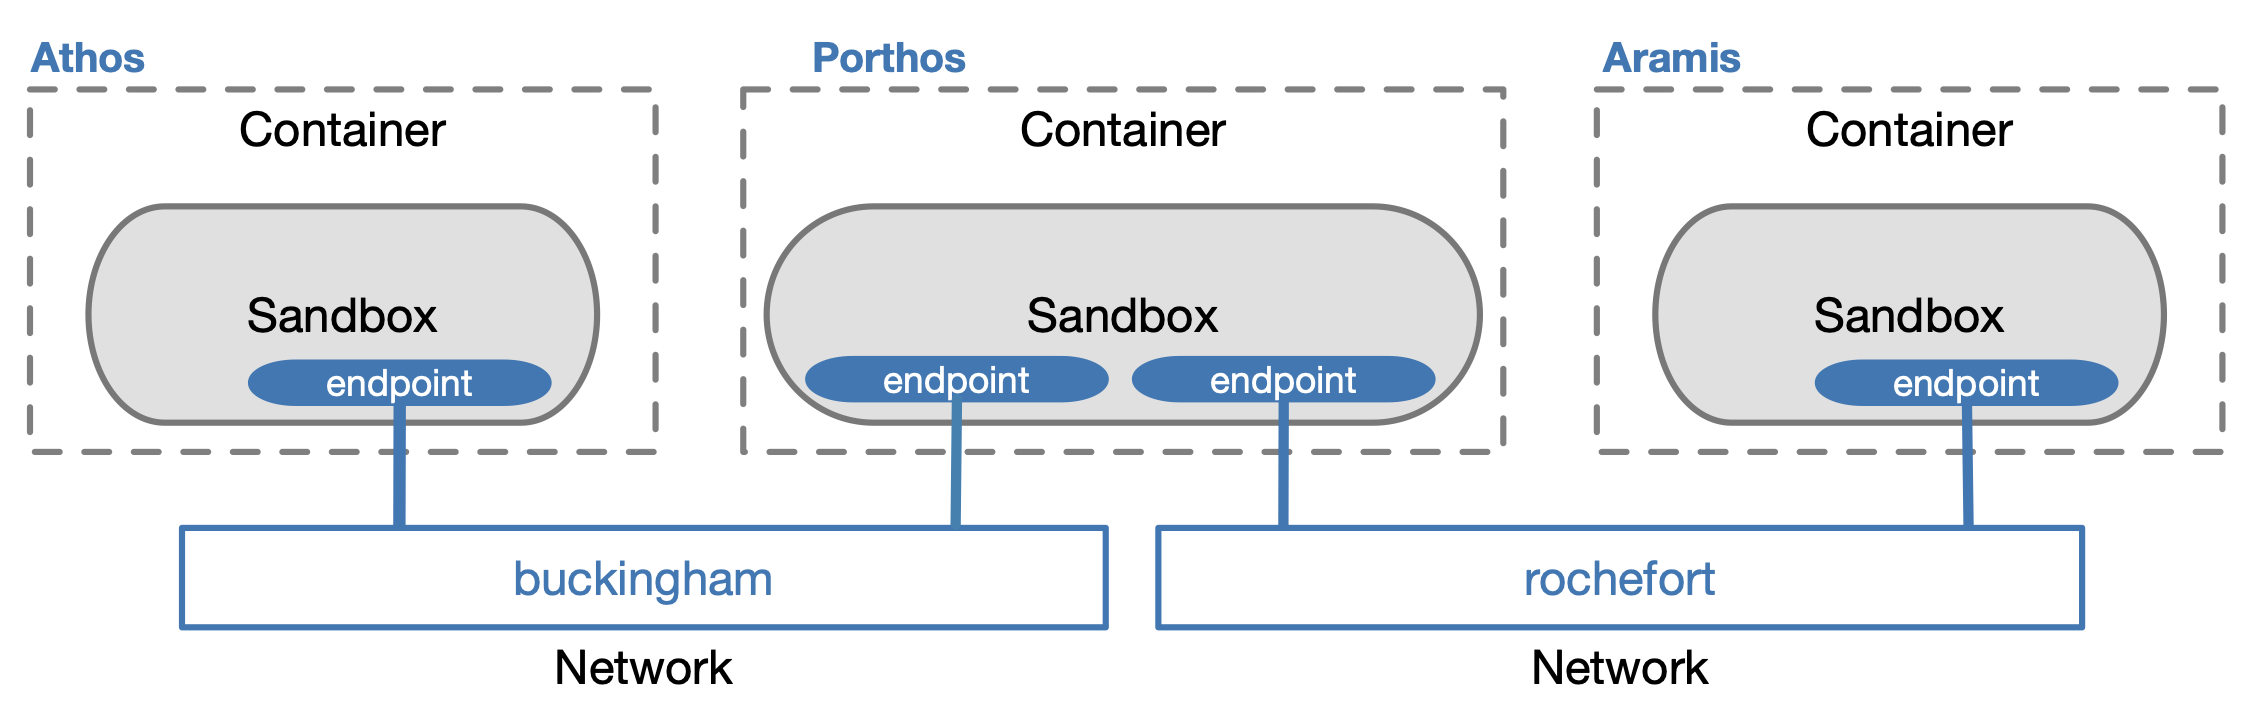 Athos
Porthos
Aramis
Container
Container
Container
Sandbox
Sandbox
Sandbox
endpoint
endpoint
endpoint
endpoint
buckingham
rochefort
Network
Network